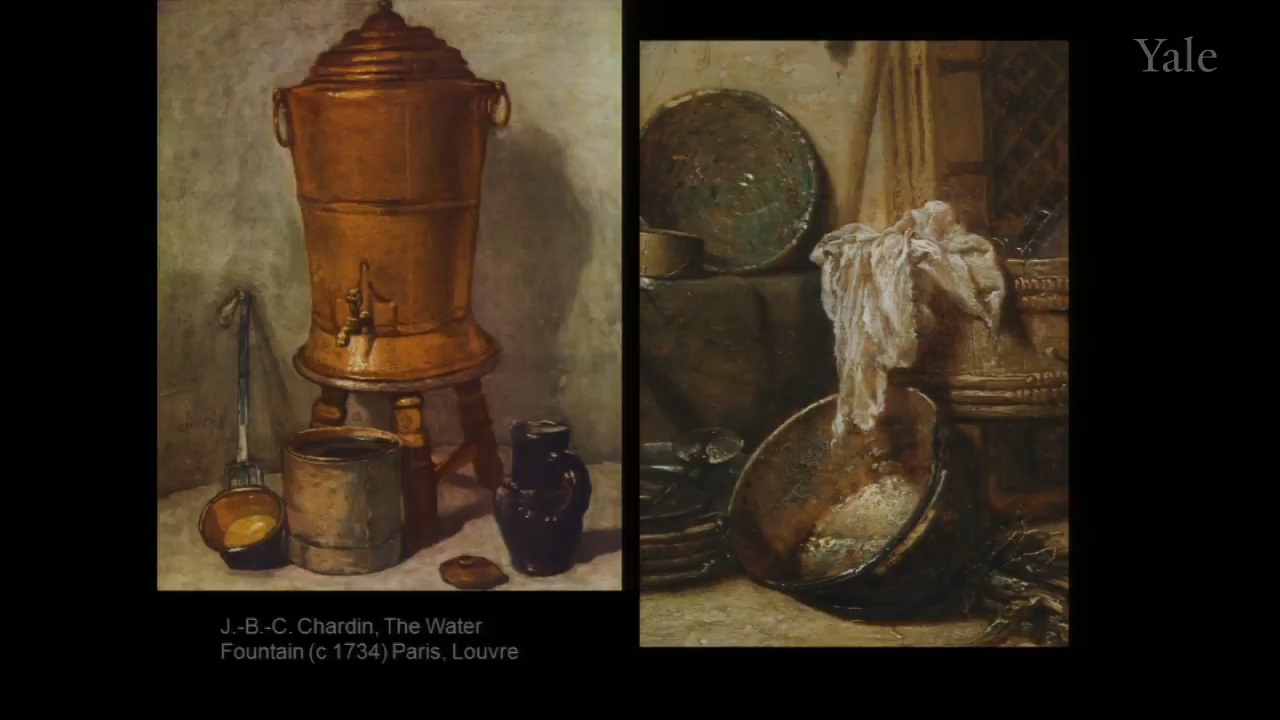 Yale
J.-B.-C. Chardin, The Water
Fountain (c 1734) Paris, Louvre